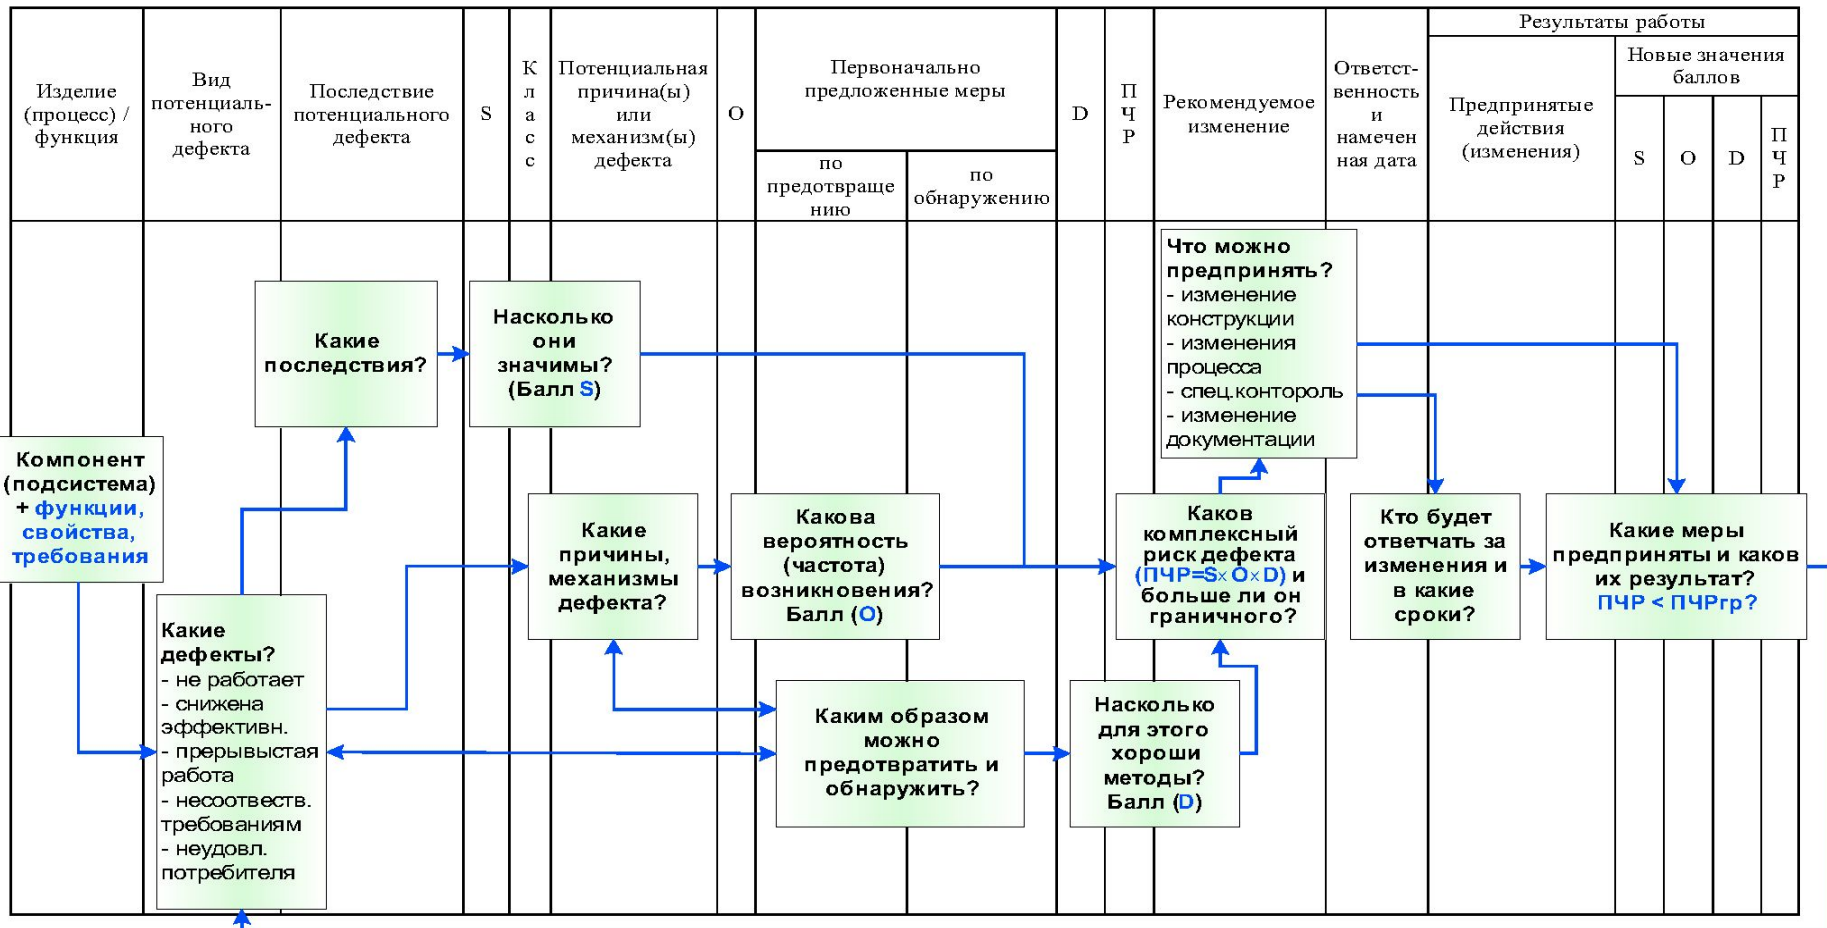 Изделие
(процесс) /
функция
Вид
потенциаль-
ного
дефекта
Последствие
потенциального
дефекта
S
К
л
а
с
с
Потенциальная
причина(ы)
или
механизм(ы)
дефекта
O
Первоначально
предложенные меры
по
предотвраще
нию
по
обнаружению
D
П
Ч
Р
Рекомендуемое
изменение
Ответст-
венность
и
намечен
ная дата
Результаты работы
Предпринятые
действия
(изменения)
Новые значения
баллов
S
O
D
П
Ч
Р
Компонент
(подсистема)
+ функции,
свойства,
требования
Какие
дефекты?
- не работает
- снижена
эффективн.
- прерывыстая
работа
- несоотвеств.
требованиям
- неудовл.
потребителя
Какие
последствия?
Насколько
они
значимы?
(Балл S)
Какие
причины,
механизмы
дефекта?
Какова
вероятность
(частота)
возникновения?
Балл (O)
Каким образом
можно
предотвратить и
обнаружить?
Насколько
для этого
хороши
методы?
Балл (D)
Каков
комплексный
риск дефекта
(ПЧР=S×O×D) и
больше ли он
граничного?
Что можно
предпринять?
- изменение
конструкции
- изменения
процесса
- спец.контороль
- изменение
документации
Кто будет
ответчать за
изменения и
в какие
сроки?
Какие меры
предприняты и каков
их результат?
ПЧР < ПЧРгр?